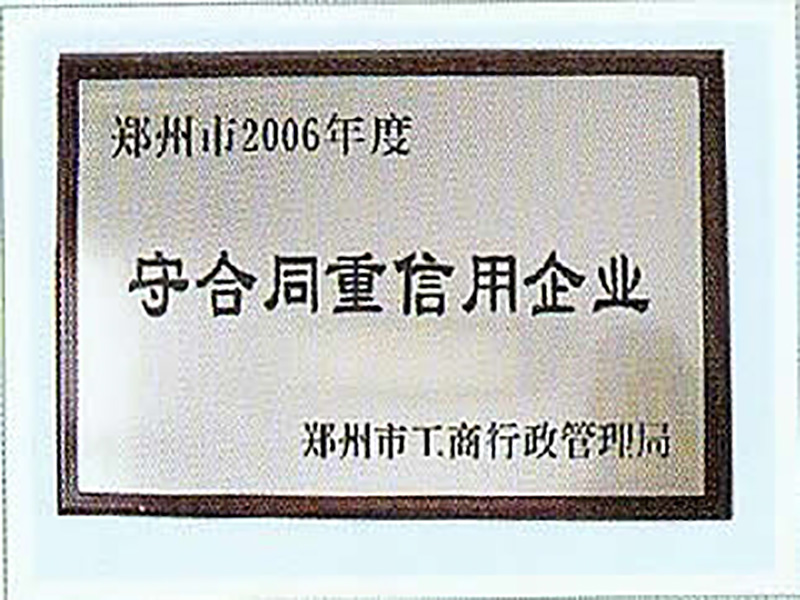 郑州市2006年度
守合同重信用企业
郑州市工商行政管理局